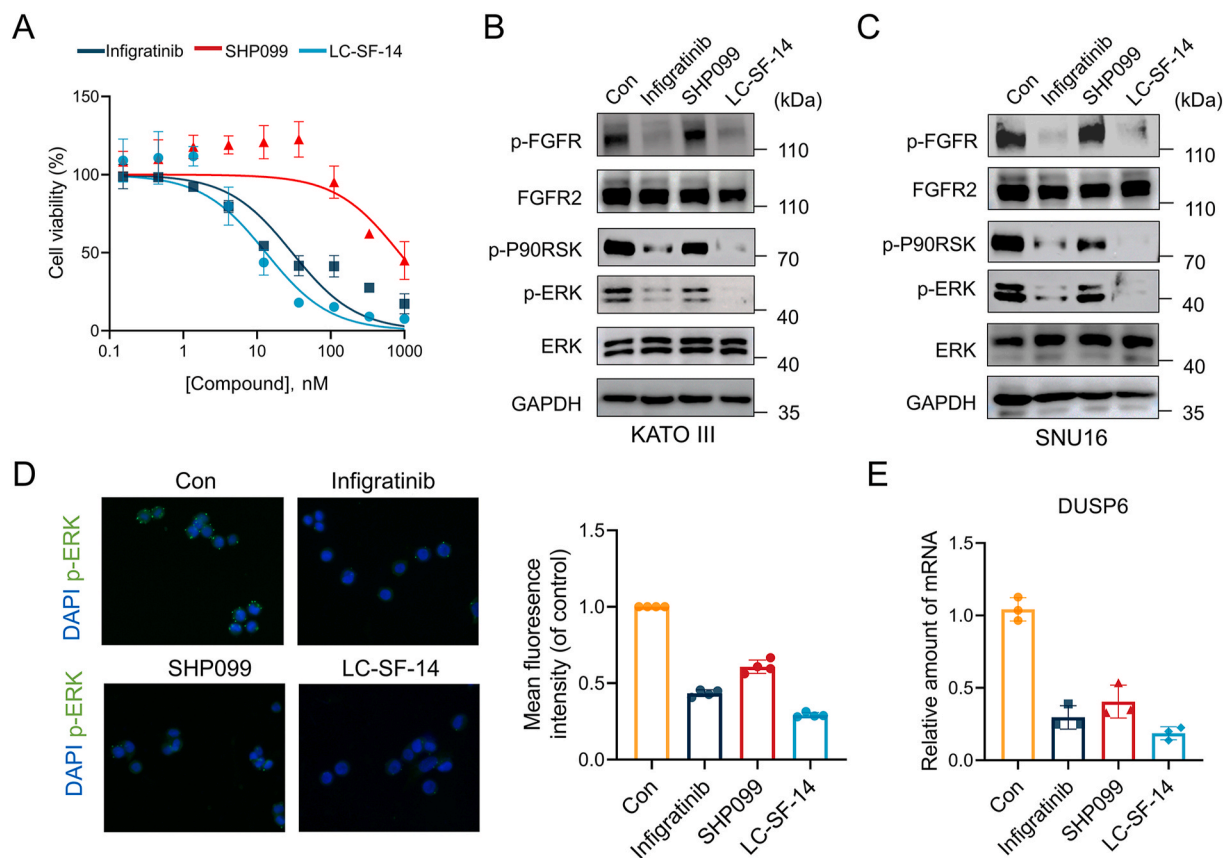 A
Infigratinib SHP099 LC-SF-14
Cell viability (%)
150
100
50
0
0.1 1 10 100 1000
[Compound], nM
B
Con Infigratinib SHP099 LC-SF-14 (kDa)
p-FGFR 110
FGFR2 110
p-P90RSK 70
p-ERK 40
ERK 40
GAPDH 35
KATO III
C
Con Infigratinib SHP099 LC-SF-14 (kDa)
p-FGFR 110
FGFR2 110
p-P90RSK 70
p-ERK 40
ERK 40
GAPDH 35
SNU16
D
Con Infigratinib
DAPI p-ERK
SHP099 LC-SF-14
DAPI p-ERK
Mean fluoresence
intensity (of control)
1.5
1.0
0.5
0.0
Con Infigratinib SHP099 LC-SF-14
E
DUSP6
Relative amount of mRNA
1.5
1.0
0.5
0.0
Con Infigratinib SHP099 LC-SF-14